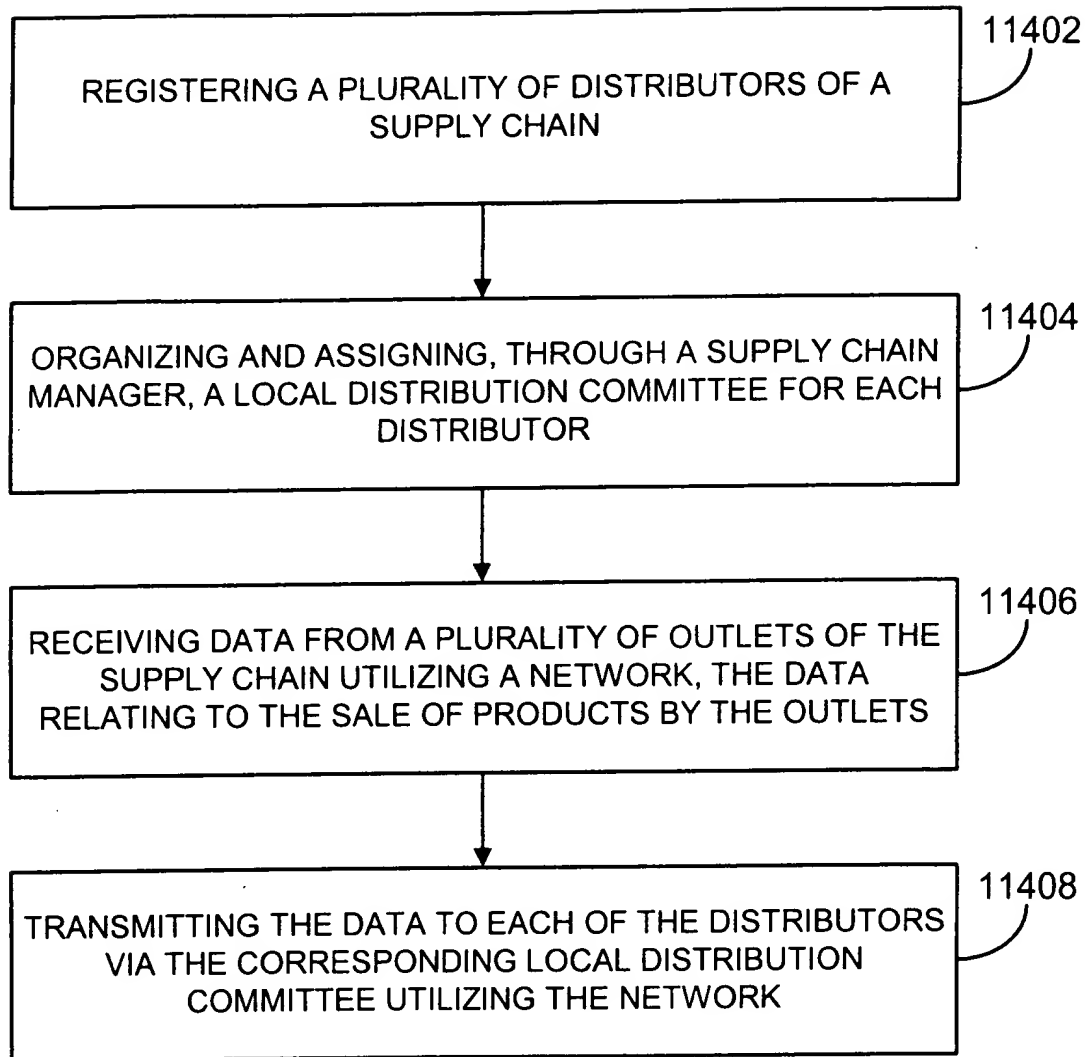 11402
REGISTERING A PLURALITY OF DISTRIBUTORS OF A
SUPPLY CHAIN
11404
ORGANIZING AND ASSIGNING, THROUGH A SUPPLY CHAIN
MANAGER, A LOCAL DISTRIBUTION COMMITTEE FOR EACH
DISTRIBUTOR
11406
RECEIVING DATA FROM A PLURALITY OF OUTLETS OF THE
SUPPLY CHAIN UTILIZING A NETWORK, THE DATA
RELATING TO THE SALE OF PRODUCTS BY THE OUTLETS
11408
TRANSMITTING THE DATA TO EACH OF THE DISTRIBUTORS
VIA THE CORRESPONDING LOCAL DISTRIBUTION
COMMITTEE UTILIZING THE NETWORK